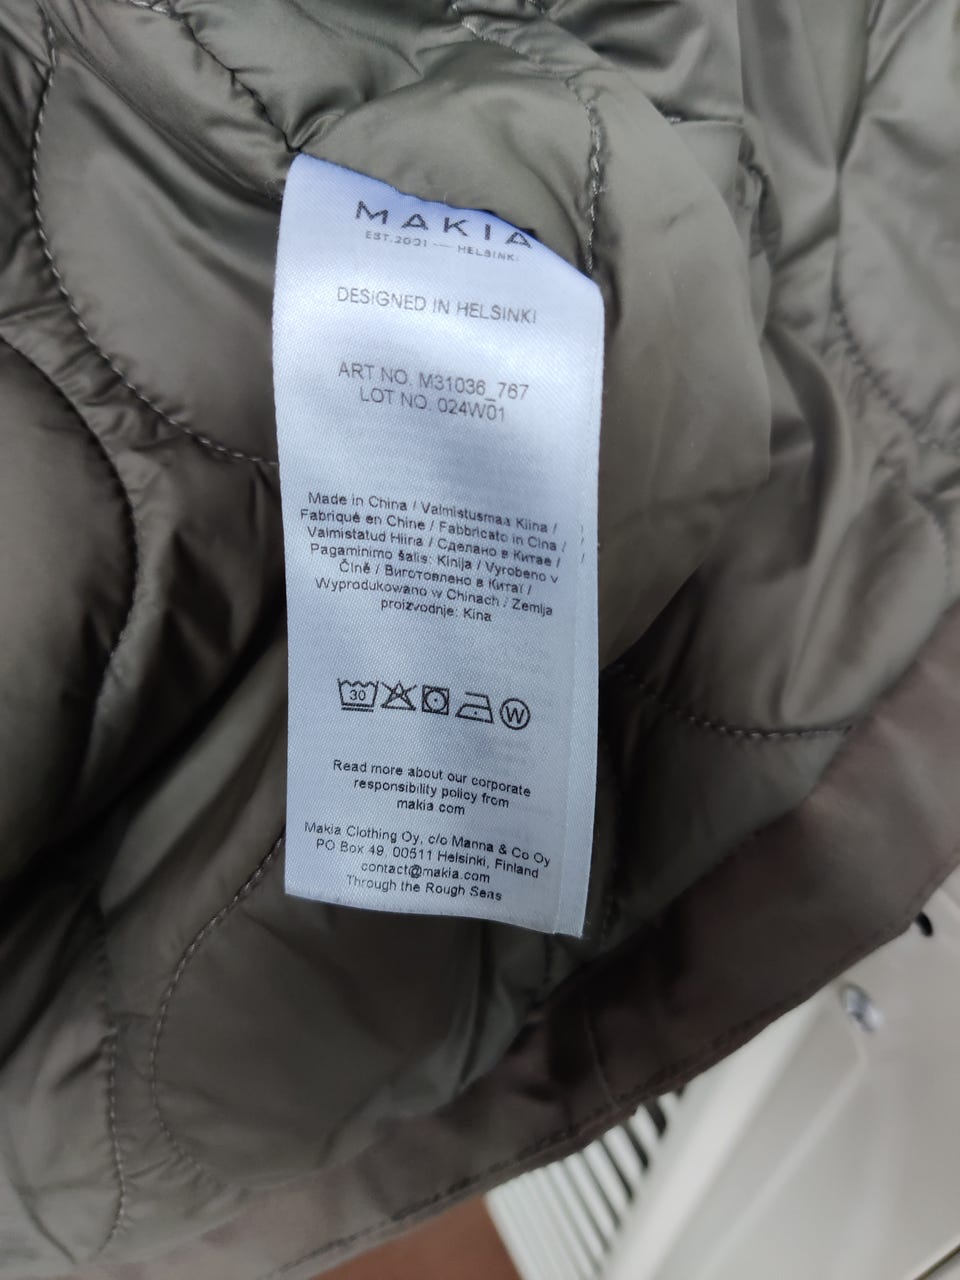 MAKIA
EST.2001 — HELSINKI
DESIGNED IN HELSINKI
ART NO. M31036_767
LOT NO. 024W01
Made in China / Valmistusmaa Kiina /
Fabriqué en Chine / Fabbricato in Cina /
Valmistatud Hiina / Сделано в Китае /
Pagaminimo šalis: Kinija / Vyrobeno v
Číně / Виготовлено в Китаї /
Wyprodukowano w Chinach / Zemlja
proizvodnje: Kina
30 W
Read more about our corporate
responsibility policy from
makia com
Makia Clothing Oy, c/o Manna & Co Oy
PO Box 49, 00511 Helsinki, Finland
contact@makia.com
Through the Rough Seas